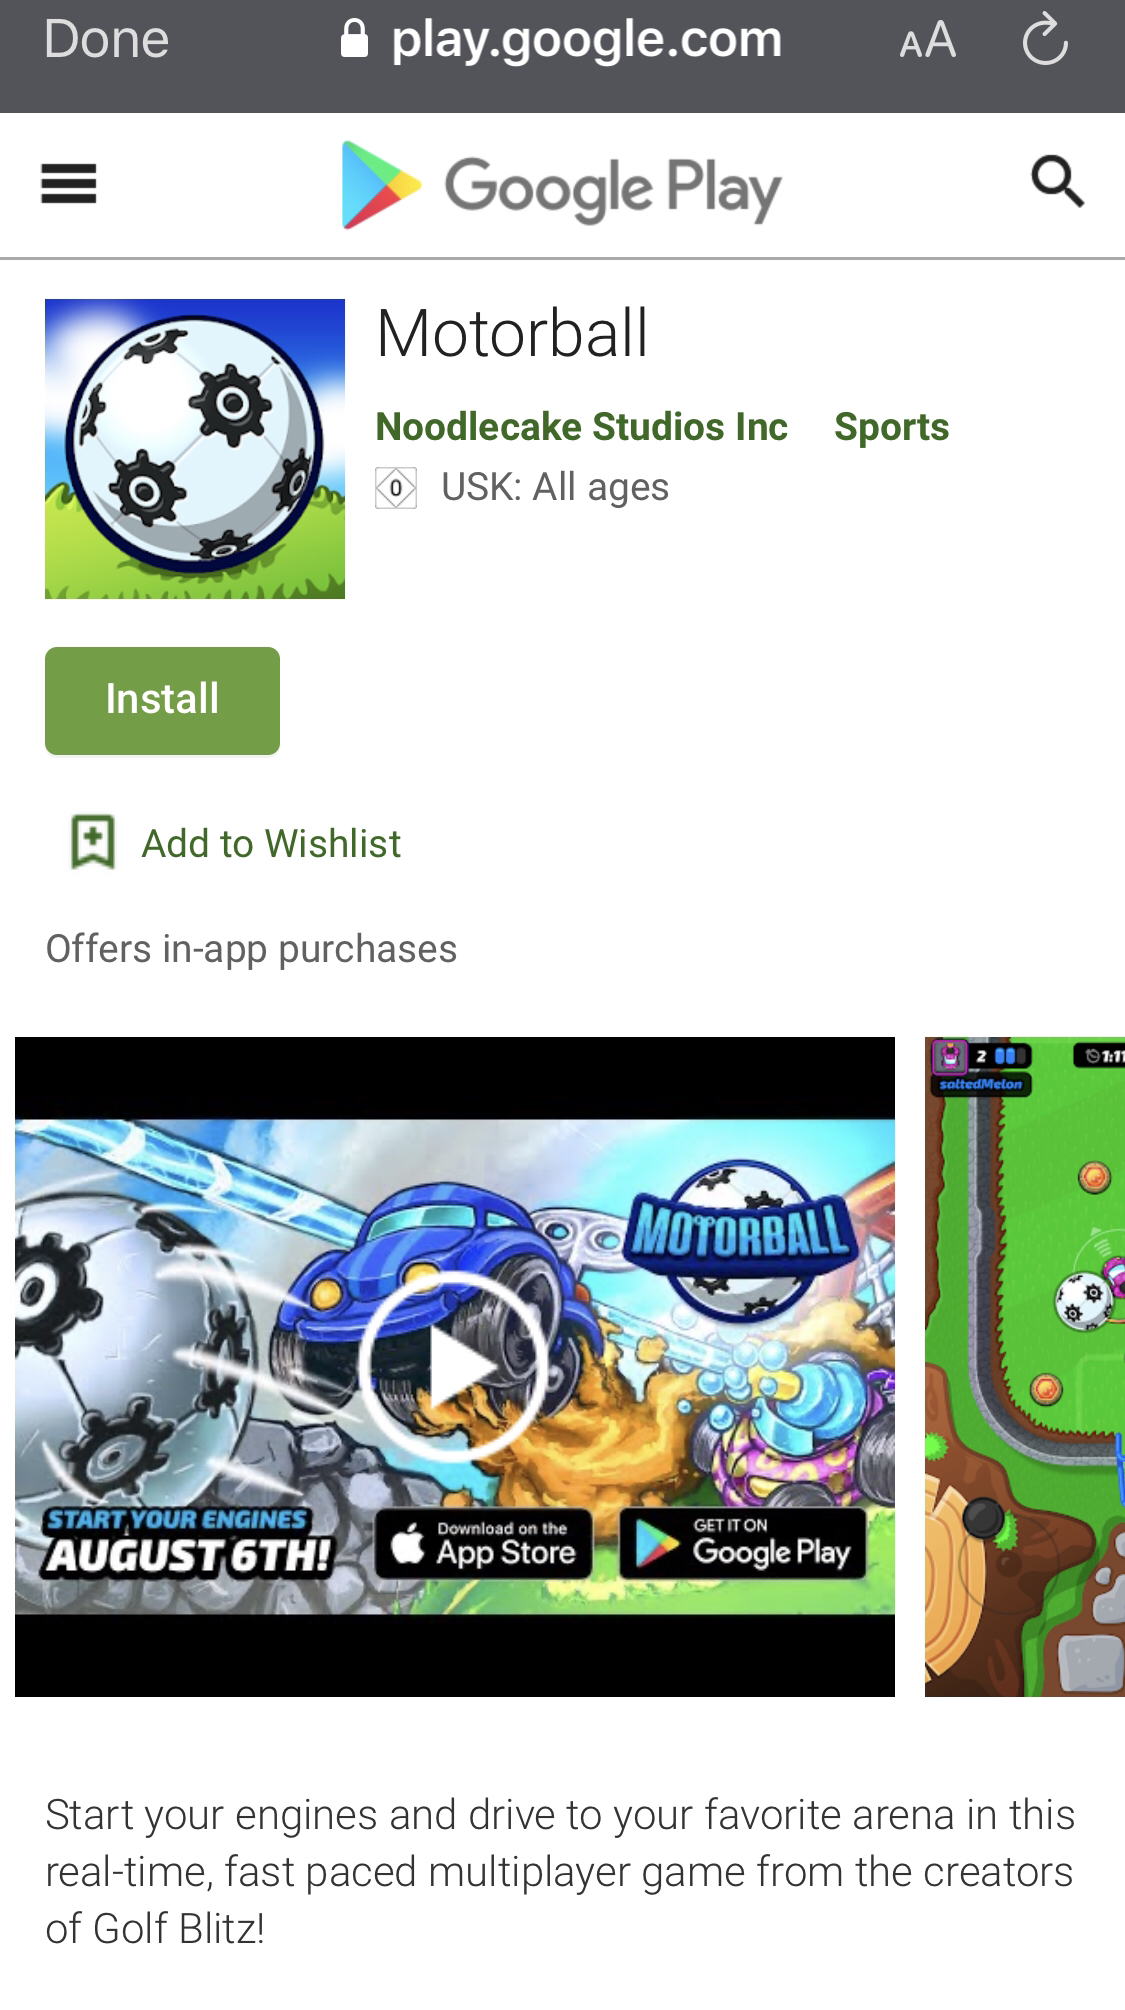 Done
play.google.com
AA
Google Play
Motorball
Noodlecake Studios Inc Sports
0 USK: All ages
Install
Add to Wishlist
Offers in-app purchases
MOTORBALL
START YOUR ENGINES
AUGUST 6TH!
Download on the
App Store
GET IT ON
Google Play
2
1:11
saltedMelon
Start your engines and drive to your favorite arena in this
real-time, fast paced multiplayer game from the creators
of Golf Blitz!